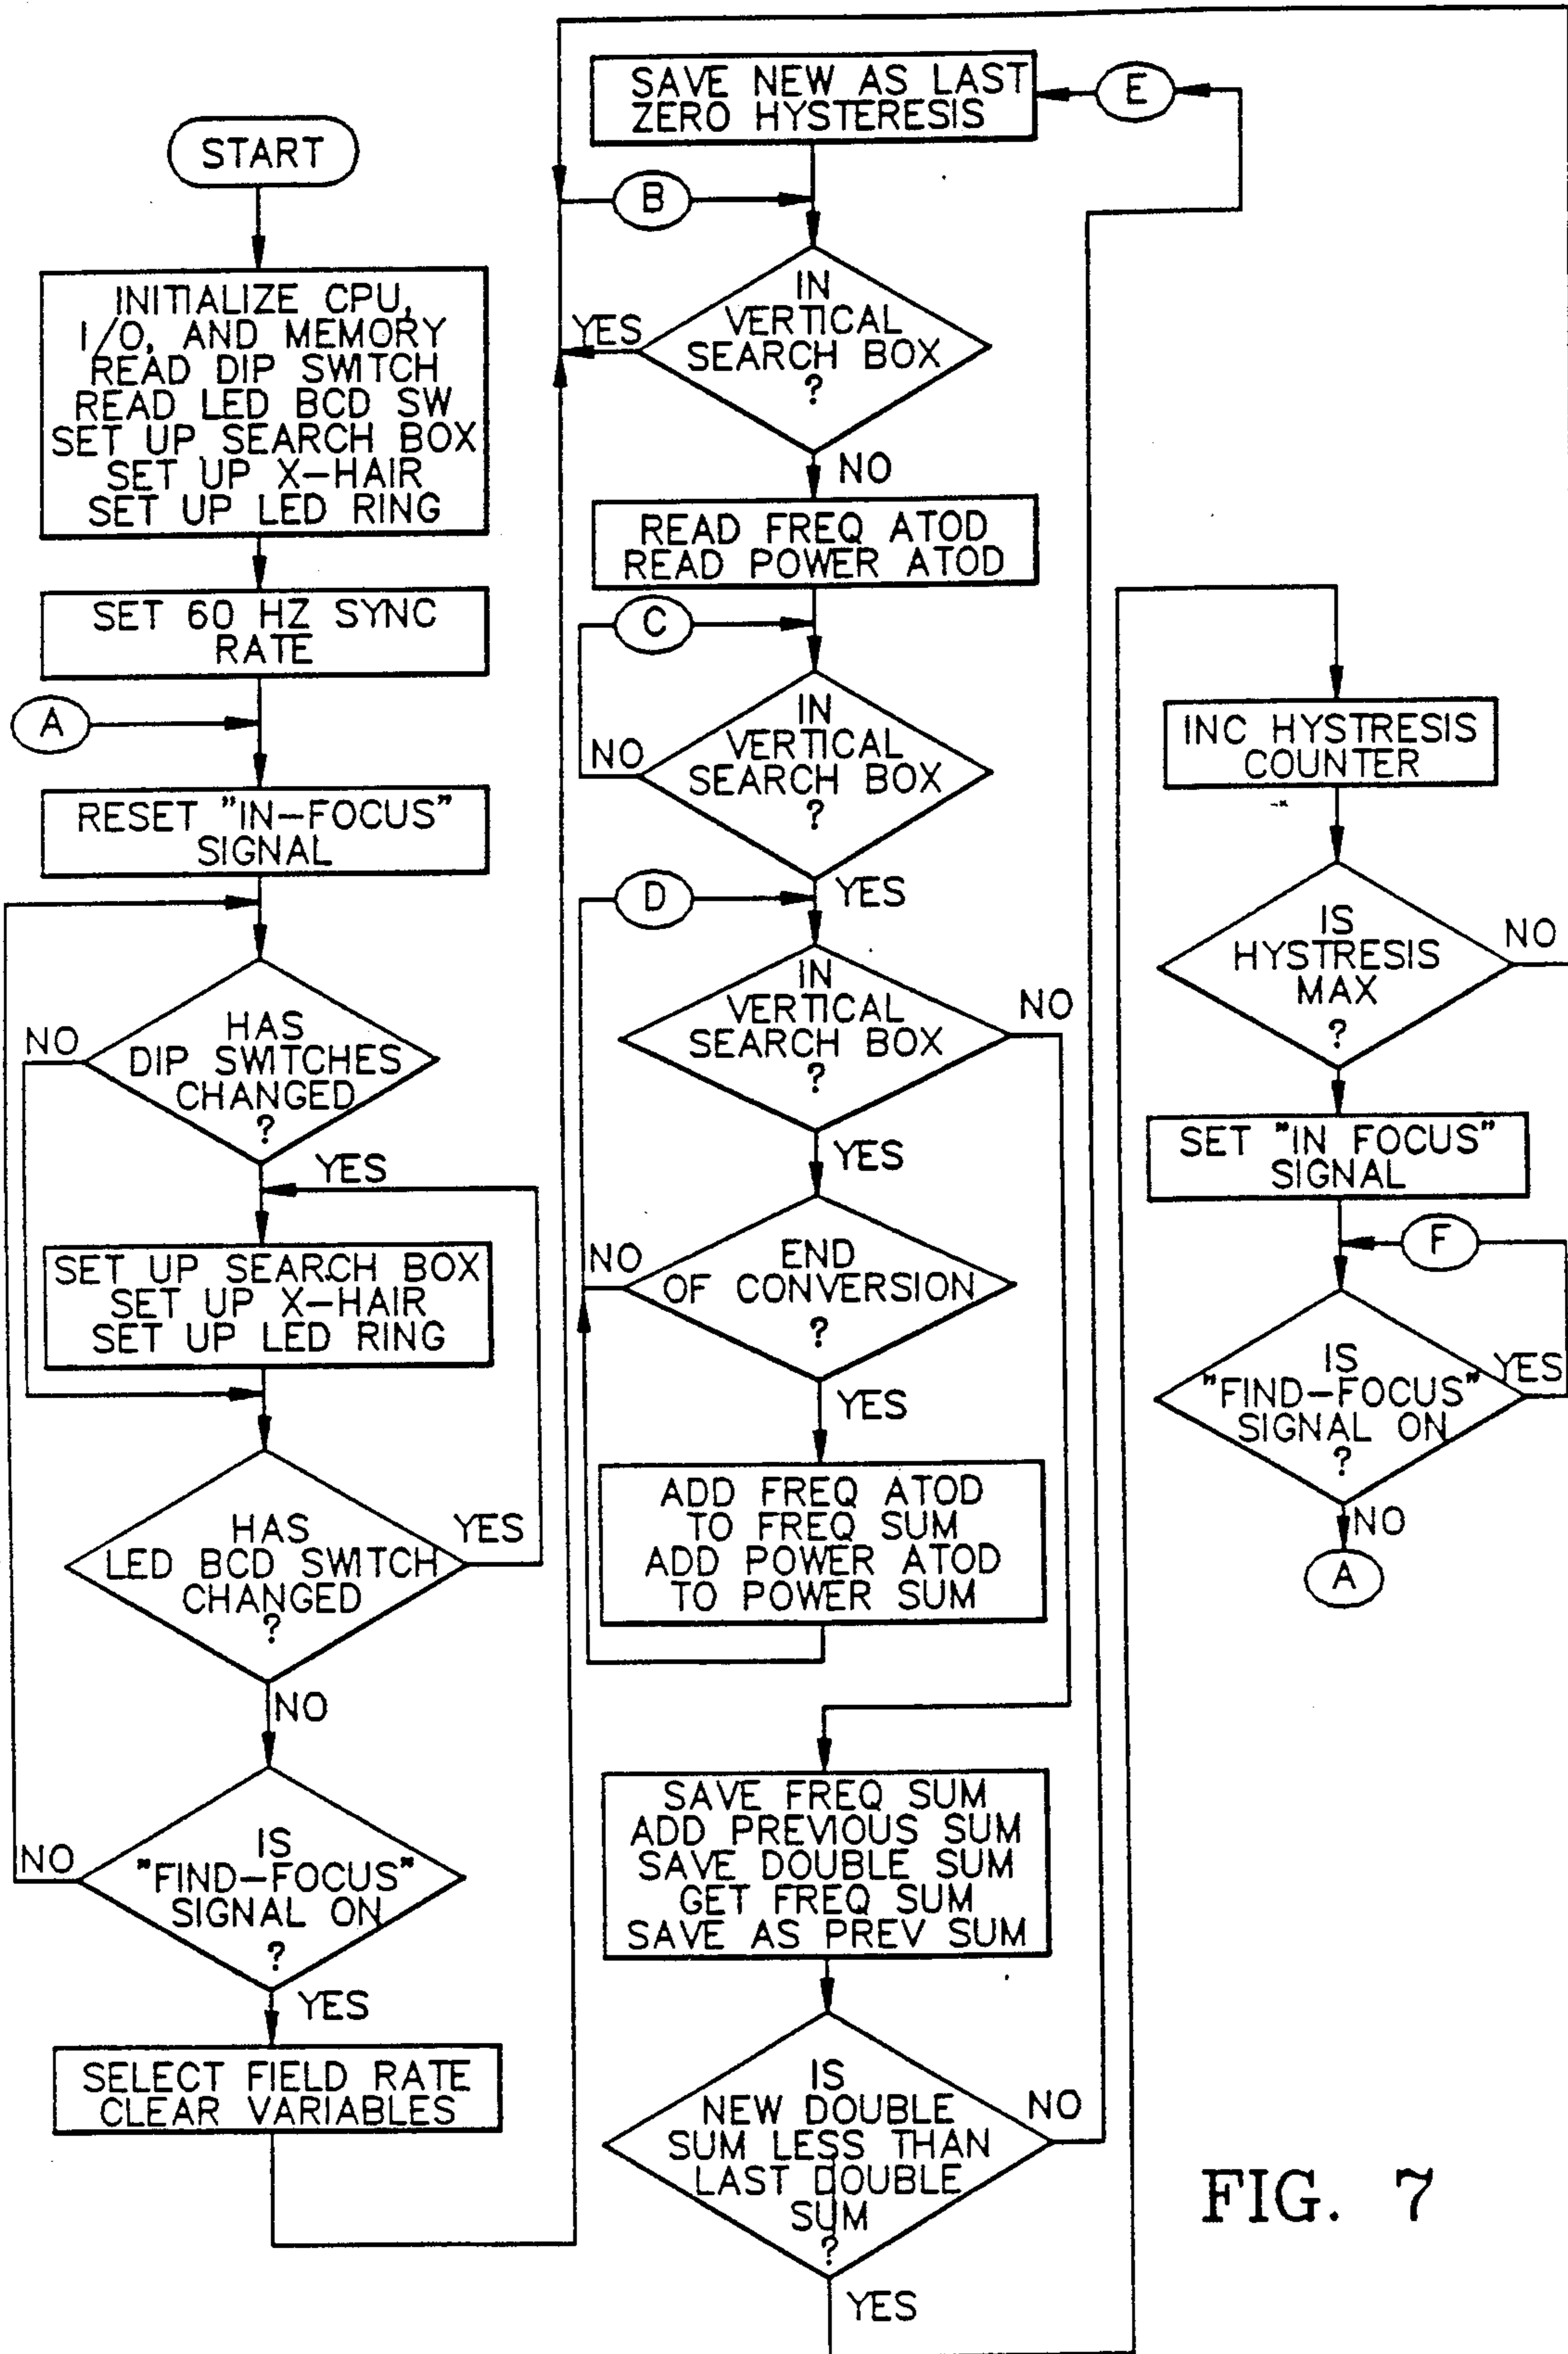 START
INITIALIZE CPU,
I/O, AND MEMORY
READ DIP SWITCH
READ LED BCD SW
SET UP SEARCH BOX
SET UP X-HAIR
SET UP LED RING
SET 60 HZ SYNC
RATE
A
RESET "IN-FOCUS"
SIGNAL
HAS
DIP SWITCHES
CHANGED
?
NO
YES
SET UP SEARCH BOX
SET UP X-HAIR
SET UP LED RING
HAS
LED BCD SWITCH
CHANGED
?
YES
NO
IS
"FIND-FOCUS"
SIGNAL ON
?
NO
YES
SELECT FIELD RATE
CLEAR VARIABLES
SAVE NEW AS LAST
ZERO HYSTERESIS
E
B
IN
VERTICAL
SEARCH BOX
?
YES
NO
READ FREQ ATOD
READ POWER ATOD
C
IN
VERTICAL
SEARCH BOX
?
NO
YES
D
IN
VERTICAL
SEARCH BOX
?
NO
YES
END
OF CONVERSION
?
NO
YES
ADD FREQ ATOD
TO FREQ SUM
ADD POWER ATOD
TO POWER SUM
SAVE FREQ SUM
ADD PREVIOUS SUM
SAVE DOUBLE SUM
GET FREQ SUM
SAVE AS PREV SUM
IS
NEW DOUBLE
SUM LESS THAN
LAST DOUBLE
SUM
?
NO
YES
INC HYSTRESIS
COUNTER
IS
HYSTRESIS
MAX
?
NO
SET "IN FOCUS"
SIGNAL
F
IS
"FIND-FOCUS"
SIGNAL ON
?
YES
NO
A
FIG. 7